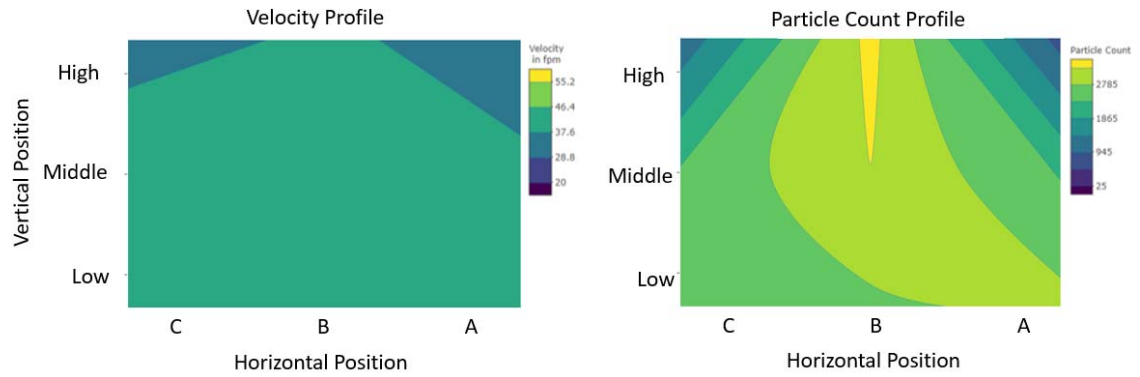 Velocity Profile
Vertical Position
High
Middle
Low
C B A
Horizontal Position
Velocity
in fpm
55.2
46.4
37.6
28.8
20
Particle Count Profile
High
Middle
Low
C B A
Horizontal Position
Particle Count
2785
1865
945
25